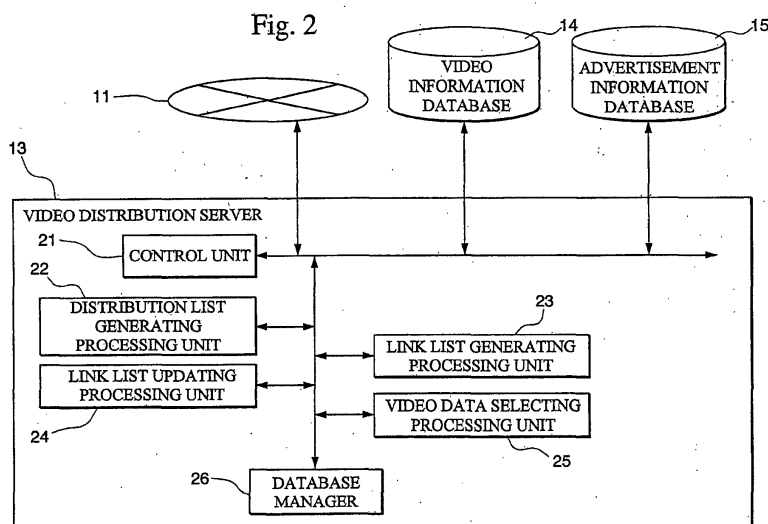 Fig. 2
14
15
VIDEO
INFORMATION
DATABASE
ADVERTISEMENT
INFORMATION
DATABASE
11
13
VIDEO DISTRIBUTION SERVER
21
CONTROL UNIT
22
DISTRIBUTION LIST
GENERATING
PROCESSING UNIT
23
LINK LIST GENERATING
PROCESSING UNIT
LINK LIST UPDATING
PROCESSING UNIT
24
VIDEO DATA SELECTING
PROCESSING UNIT
25
26
DATABASE
MANAGER